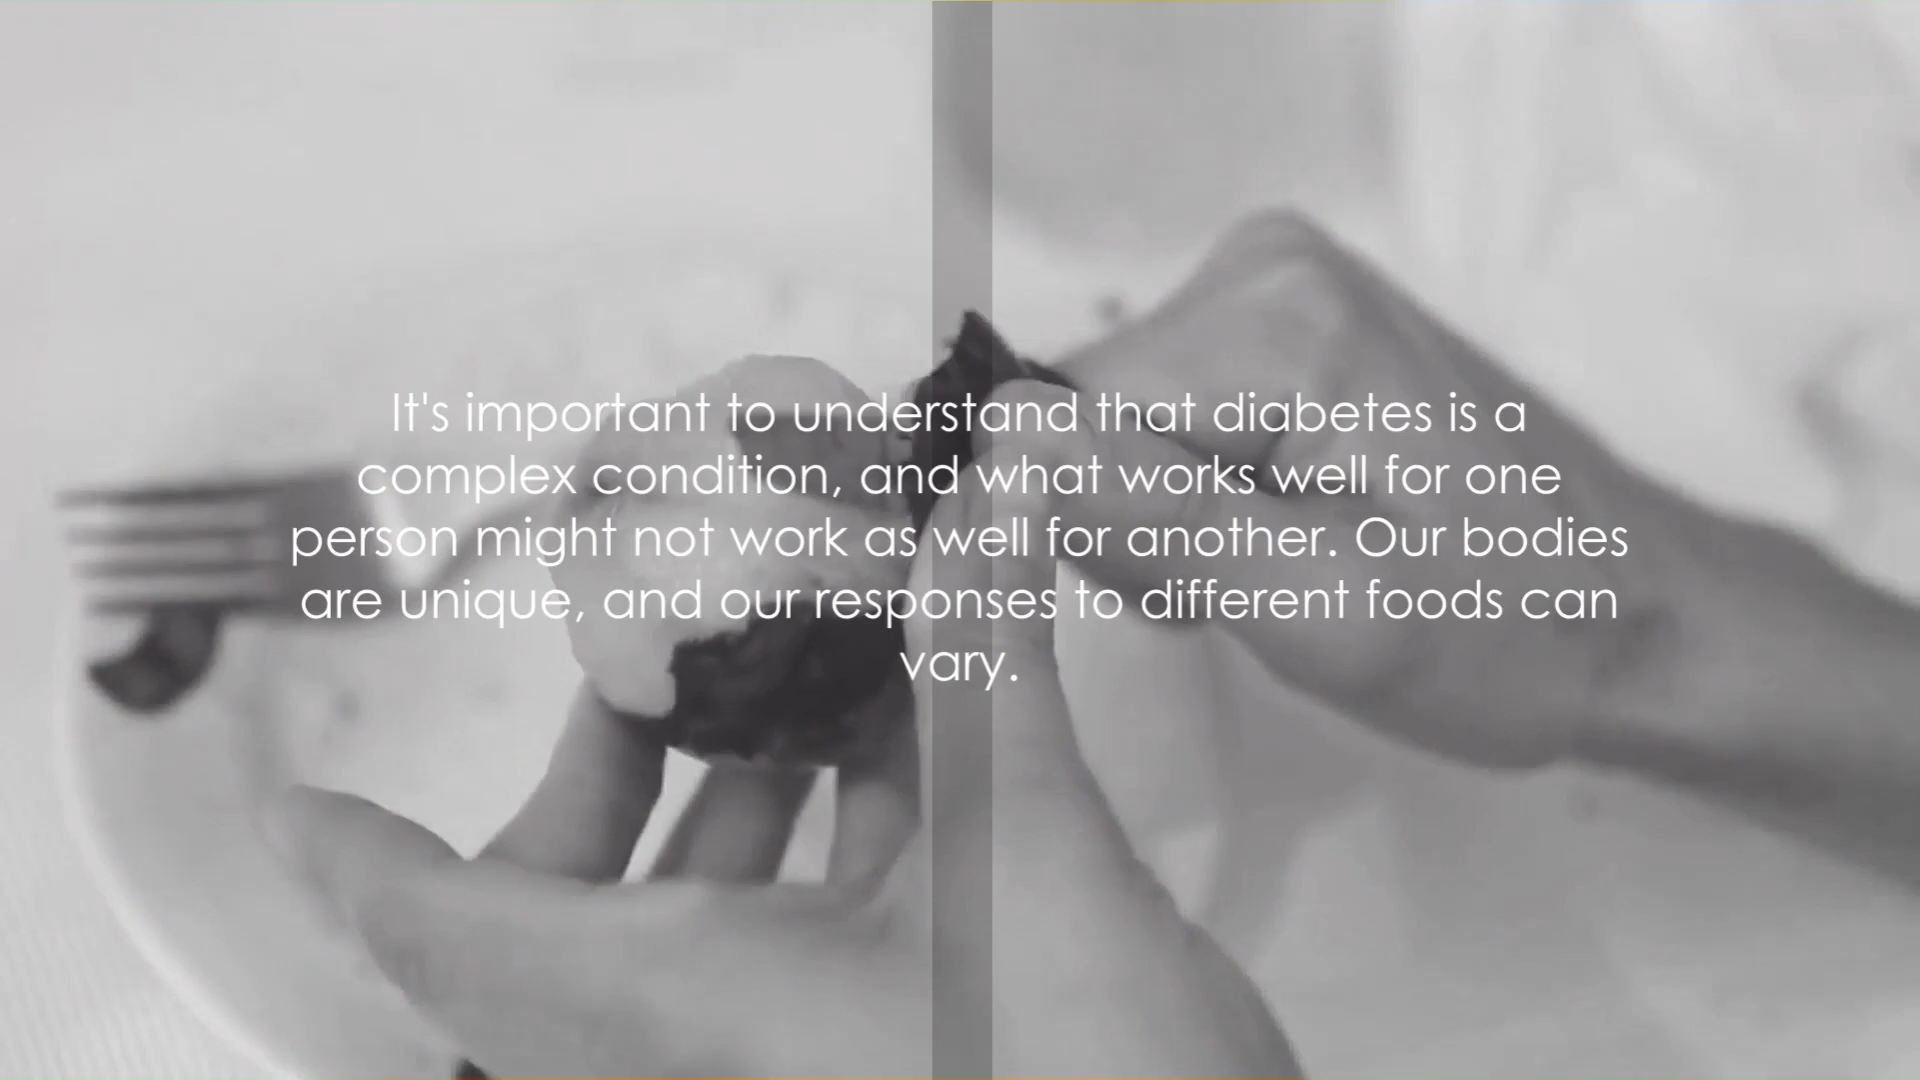 It's important to understand that diabetes is a
complex condition, and what works well for one
person might not work as well for another. Our bodies
are unique, and our responses to different foods can
vary.